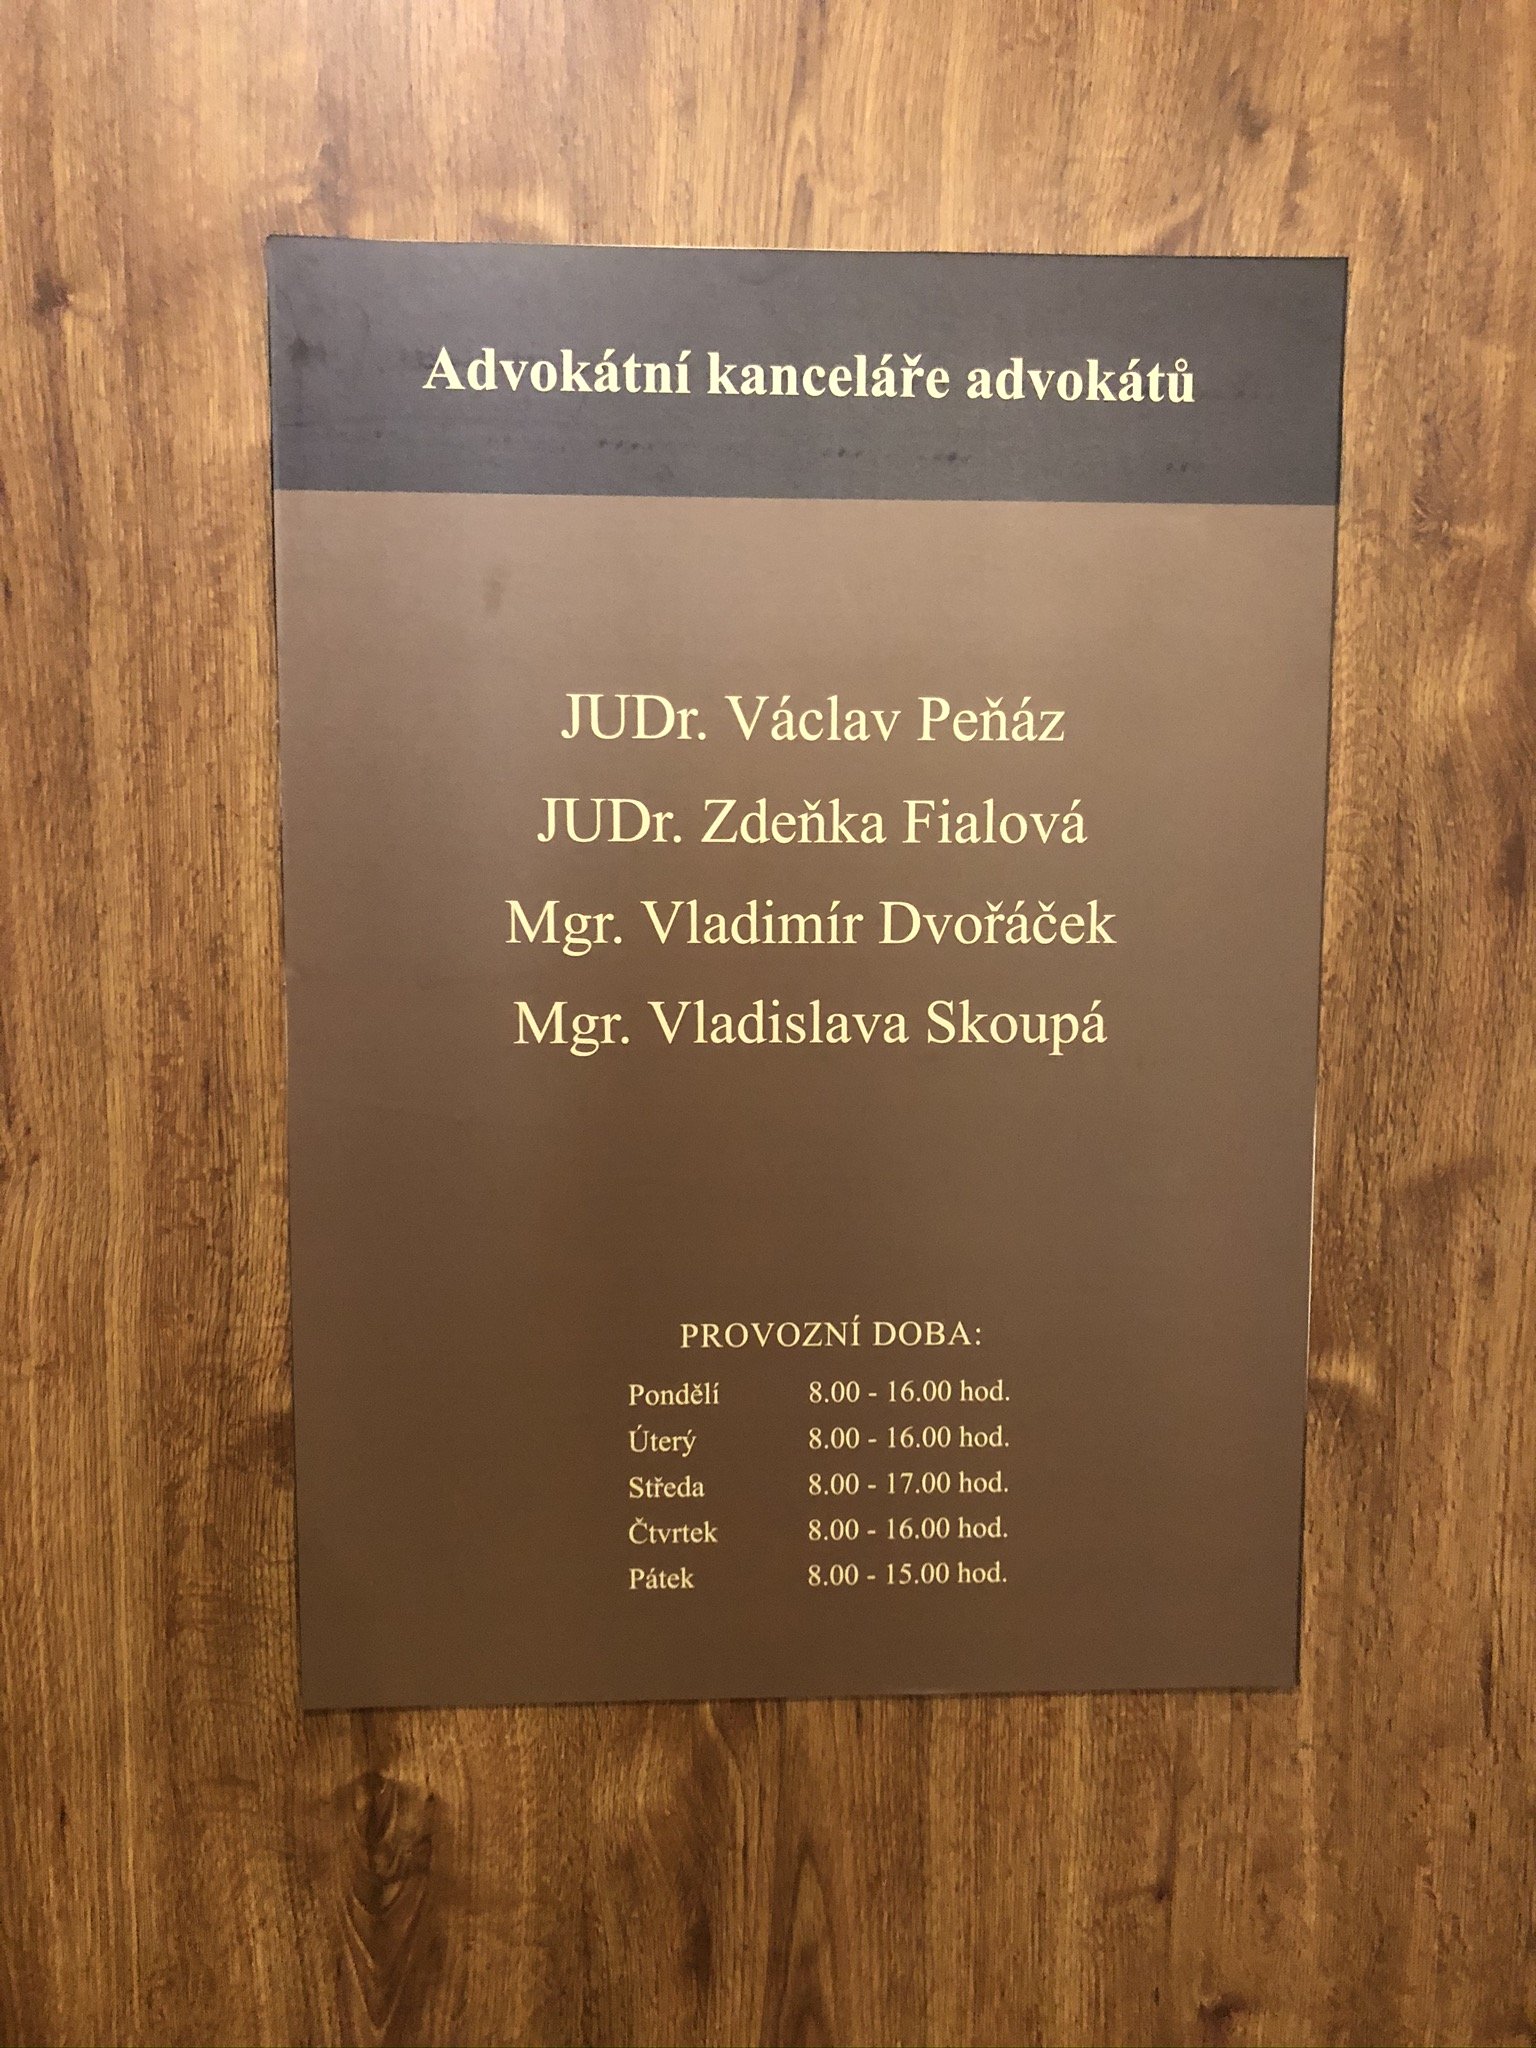 Advokátní kanceláře advokátů
JUDr. Václav Peňáz
JUDr. Zdeňka Fialová
Mgr. Vladimír Dvořáček
Mgr. Vladislava Skoupá
PROVOZNÍ DOBA:
Pondělí 8.00 - 16.00 hod.
Úterý 8.00 - 16.00 hod.
Středa 8.00 - 17.00 hod.
Čtvrtek 8.00 - 16.00 hod.
Pátek 8.00 - 15.00 hod.